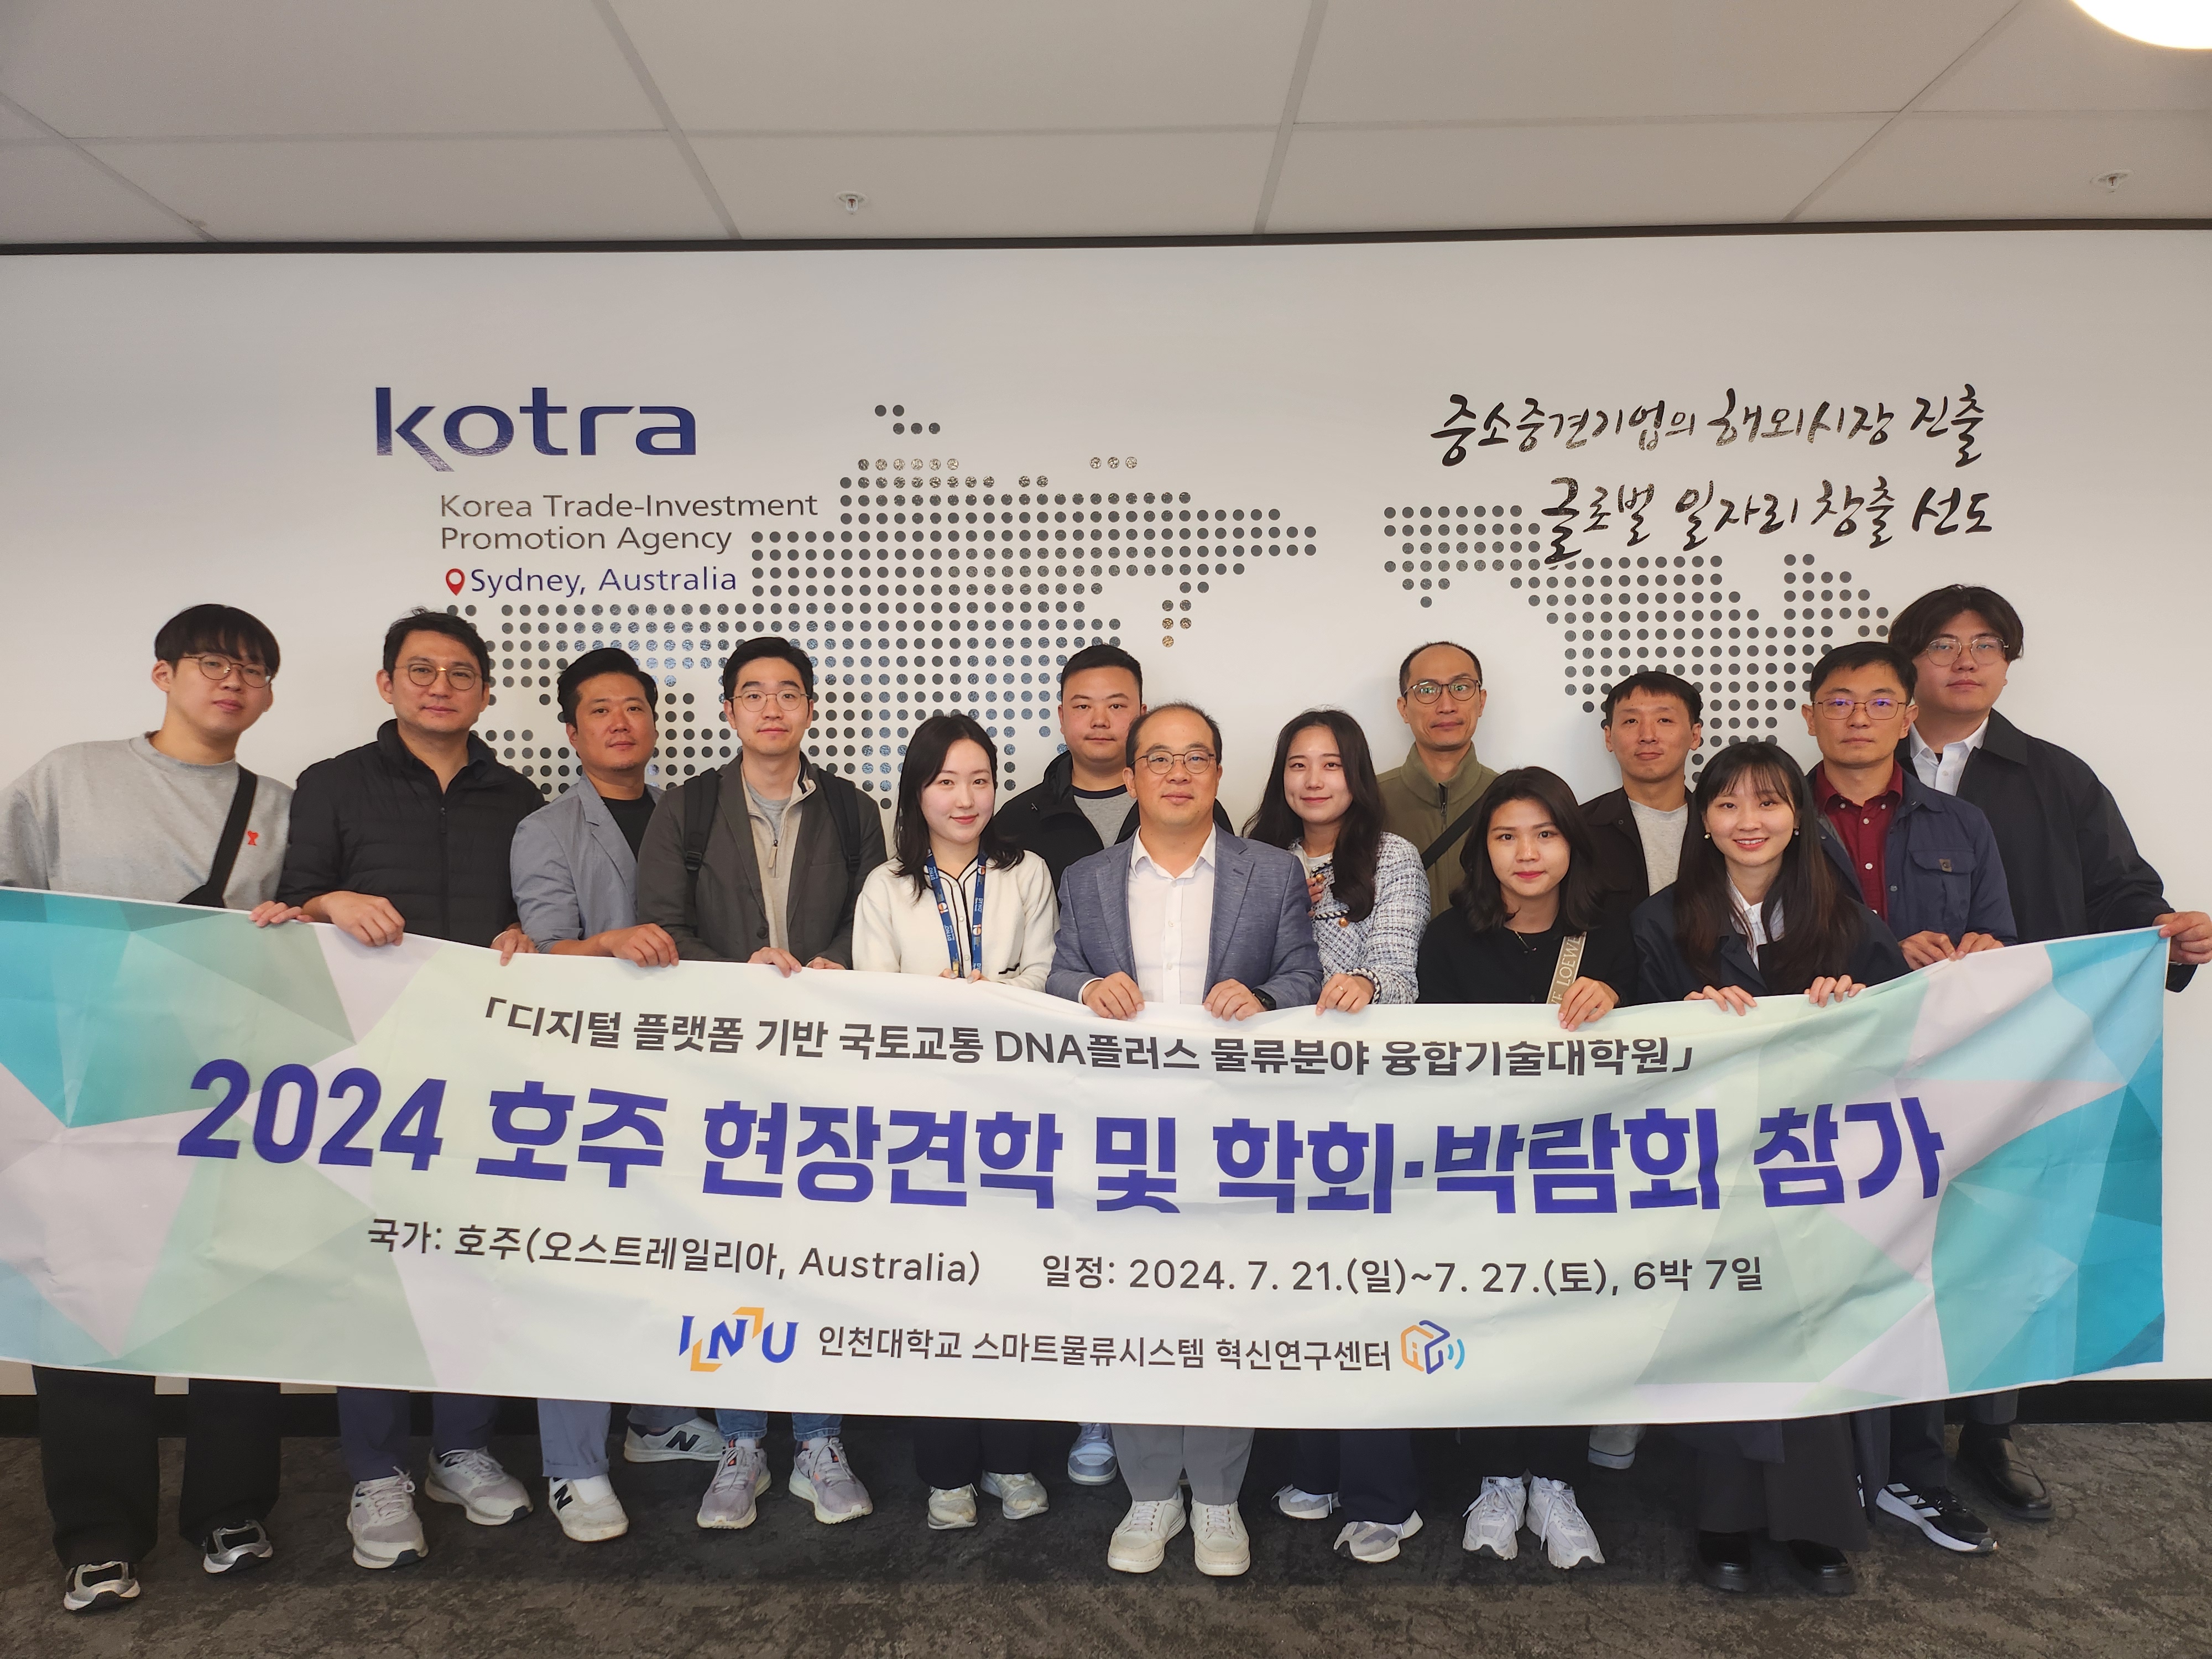 kotra
Korea Trade-Investment
Promotion Agency
Sydney, Australia
중소중견기업의 해외시장 진출
글로벌 일자리 창출 선도
LOEWE
「디지털 플랫폼 기반 국토교통 DNA플러스 물류분야 융합기술대학원」
2024 호주 현장견학 및 학회·박람회 참가
국가: 호주(오스트레일리아, Australia) 일정: 2024. 7. 21.(일)~7. 27.(토), 6박 7일
INU 인천대학교 스마트물류시스템 혁신연구센터
N
N